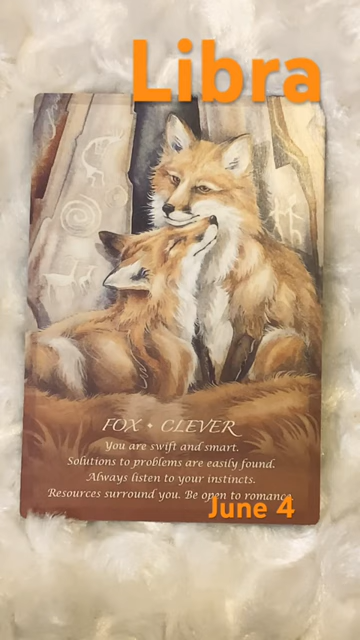 Libra
FOX • CLEVER
You are swift and smart.
Solutions to problems are easily found.
Always listen to your instincts.
Resources surround you. Be open to romance.
June 4